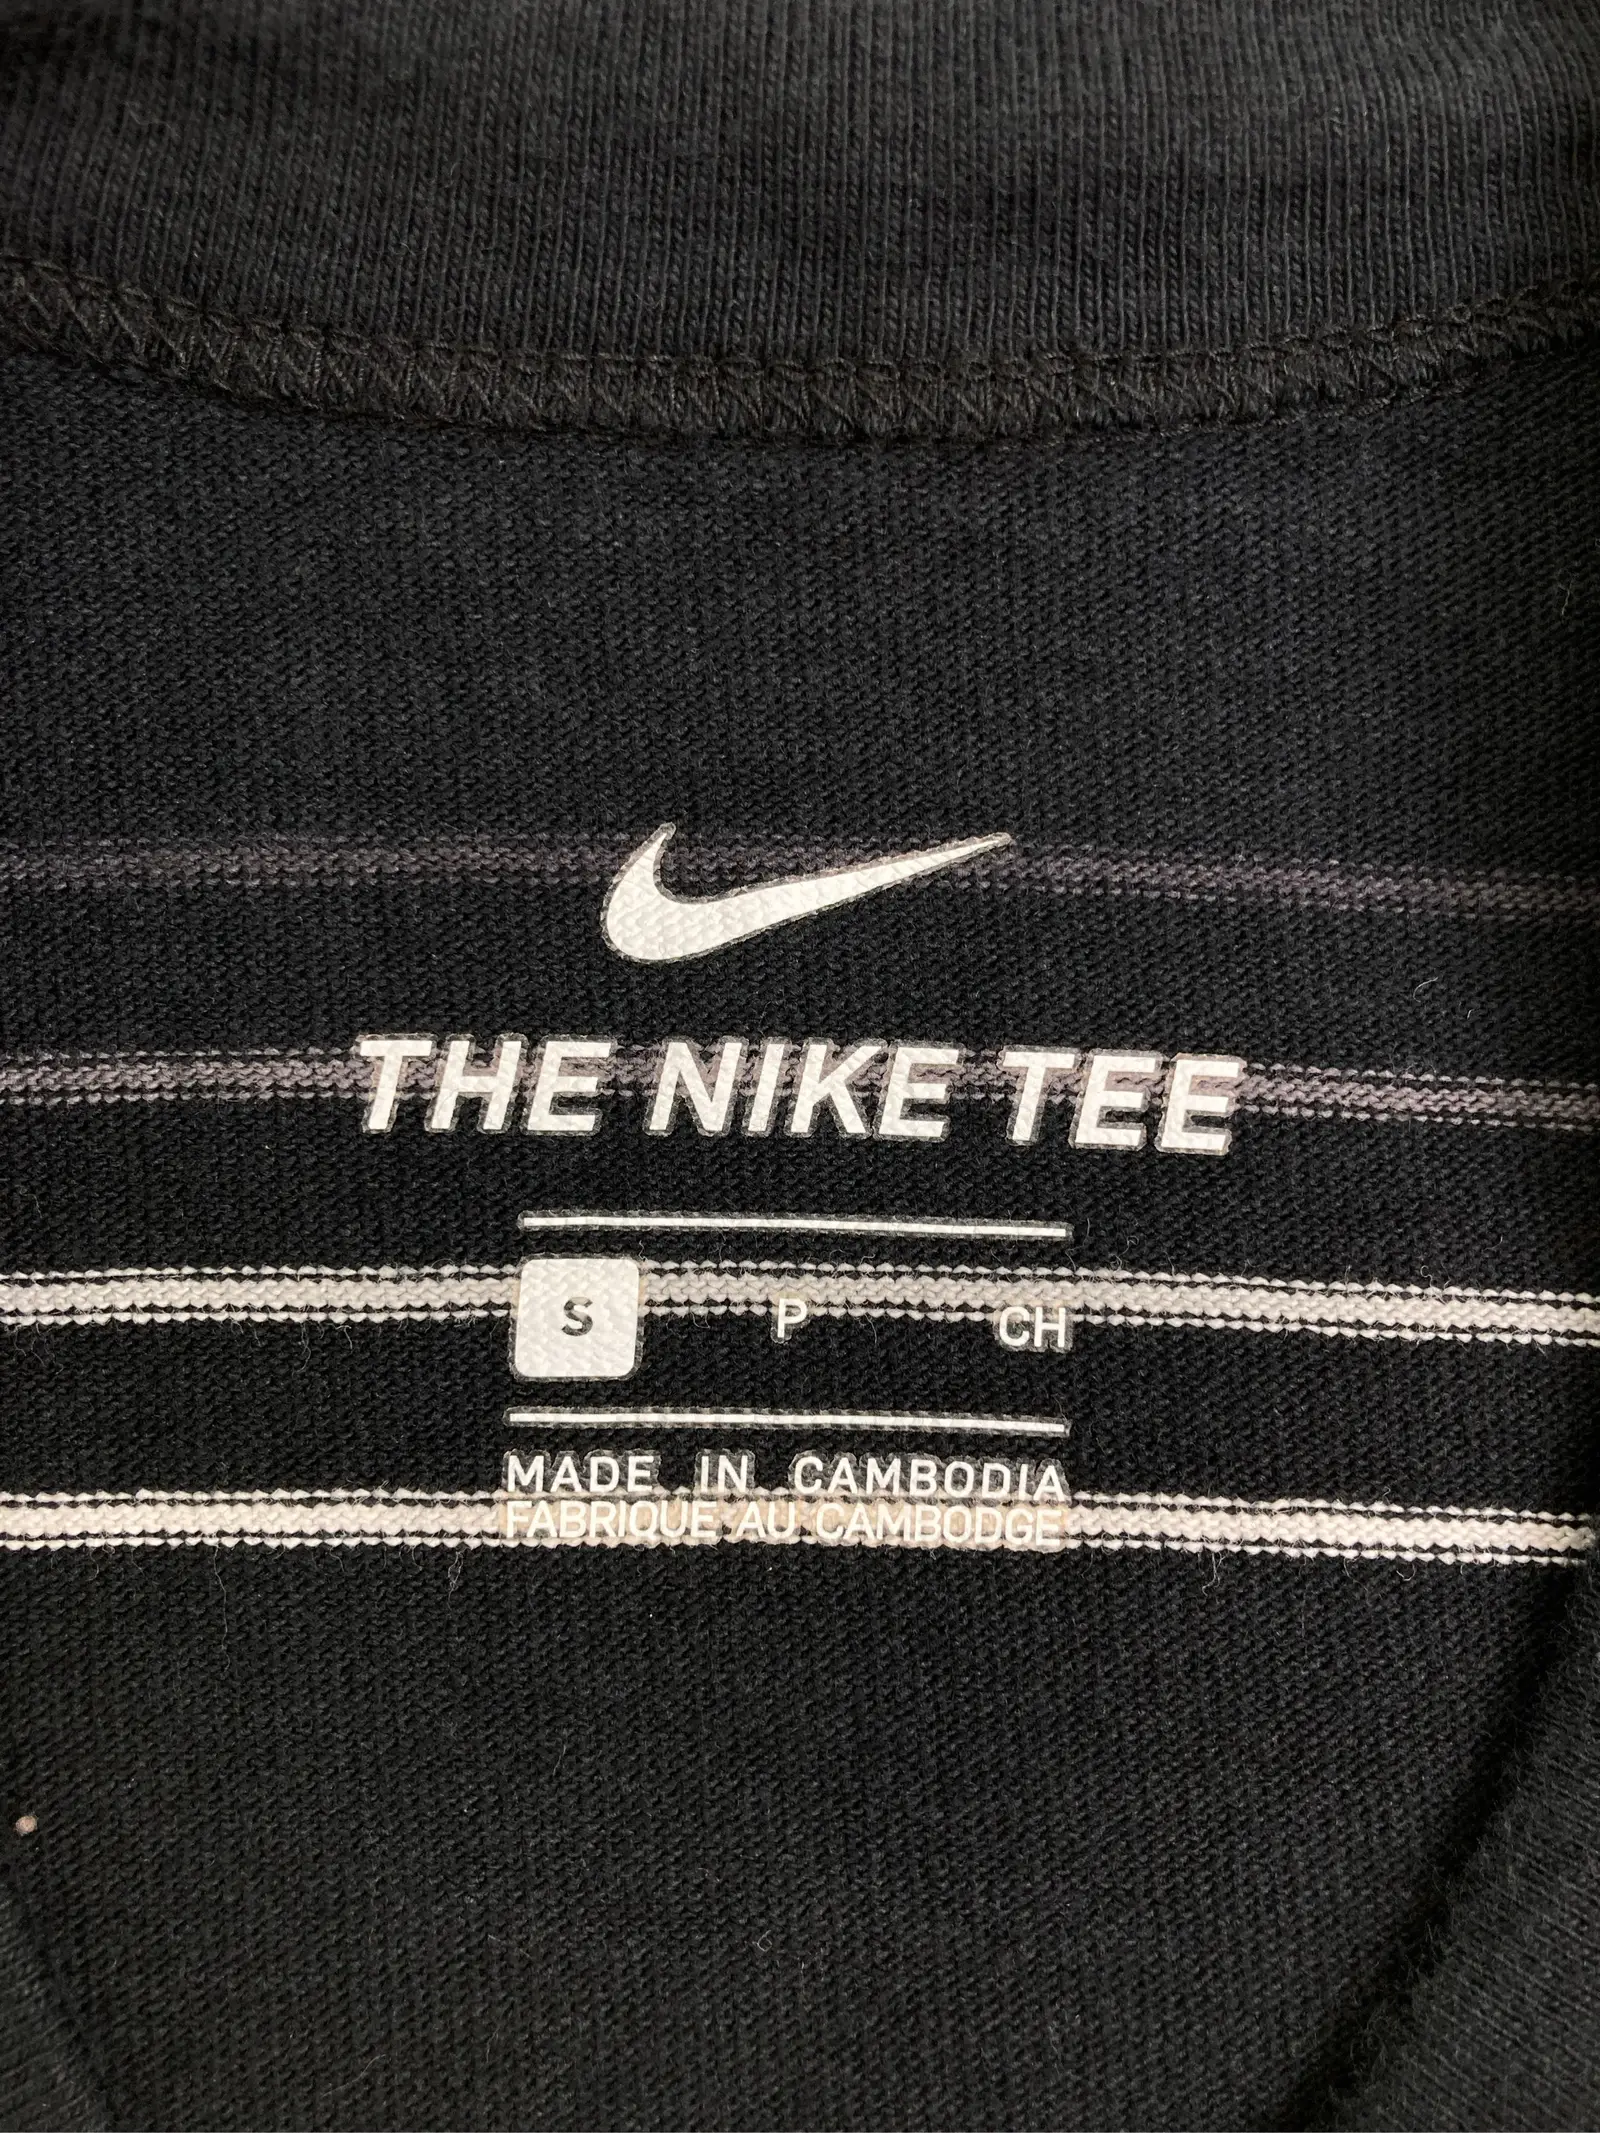 THE NIKE TEE
S P CH
MADE IN CAMBODIA
FABRIQUE AU CAMBODGE